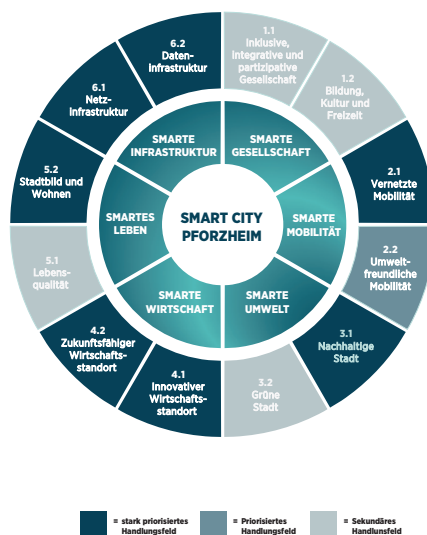 1.1
Inklusive,
integrative und
partizipative
Gesellschaft
1.2
Bildung,
Kultur und
Freizeit
2.1
Vernetzte
Mobilität
2.2
Umwelt-
freundliche
Mobilität
3.1
Nachhaltige
Stadt
3.2
Grüne
Stadt
4.1
Innovativer
Wirtschafts-
standort
4.2
Zukunftsfähiger
Wirtschafts-
standort
5.1
Lebens-
qualität
5.2
Stadtbild und
Wohnen
6.1
Netz-
infrastruktur
6.2
Daten-
infrastruktur
SMARTE
GESELLSCHAFT
SMARTE
MOBILITÄT
SMARTE
UMWELT
SMARTE
WIRTSCHAFT
SMARTES
LEBEN
SMARTE
INFRASTRUKTUR
SMART CITY
PFORZHEIM
= stark priorisiertes
Handlungsfeld
= Priorisiertes
Handlungsfeld
= Sekundäres
Handlunsfeld